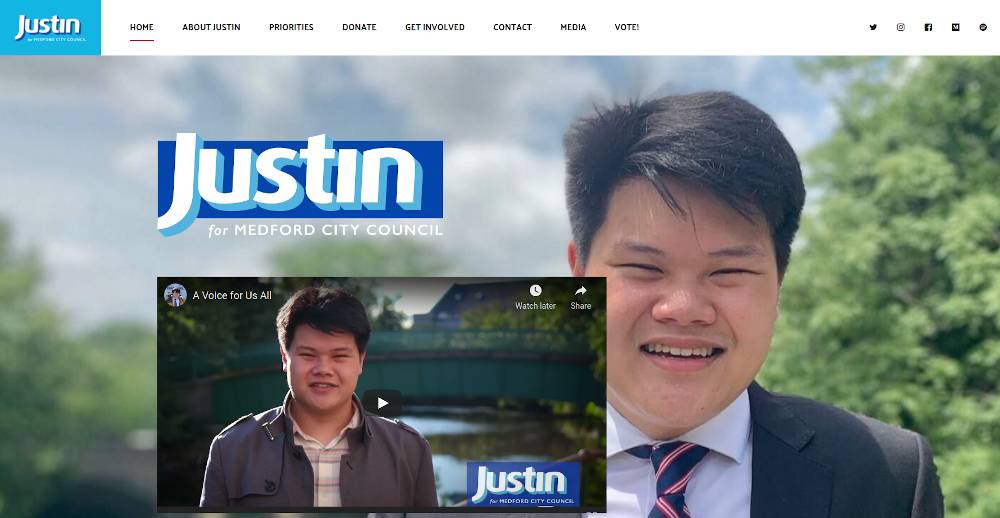 Justin
for MEDFORD CITY COUNCIL
HOME ABOUT JUSTIN PRIORITIES DONATE GET INVOLVED CONTACT MEDIA VOTE!
Justin
for MEDFORD CITY COUNCIL
A Voice for Us All
Watch later Share
Justin
for MEDFORD CITY COUNCIL